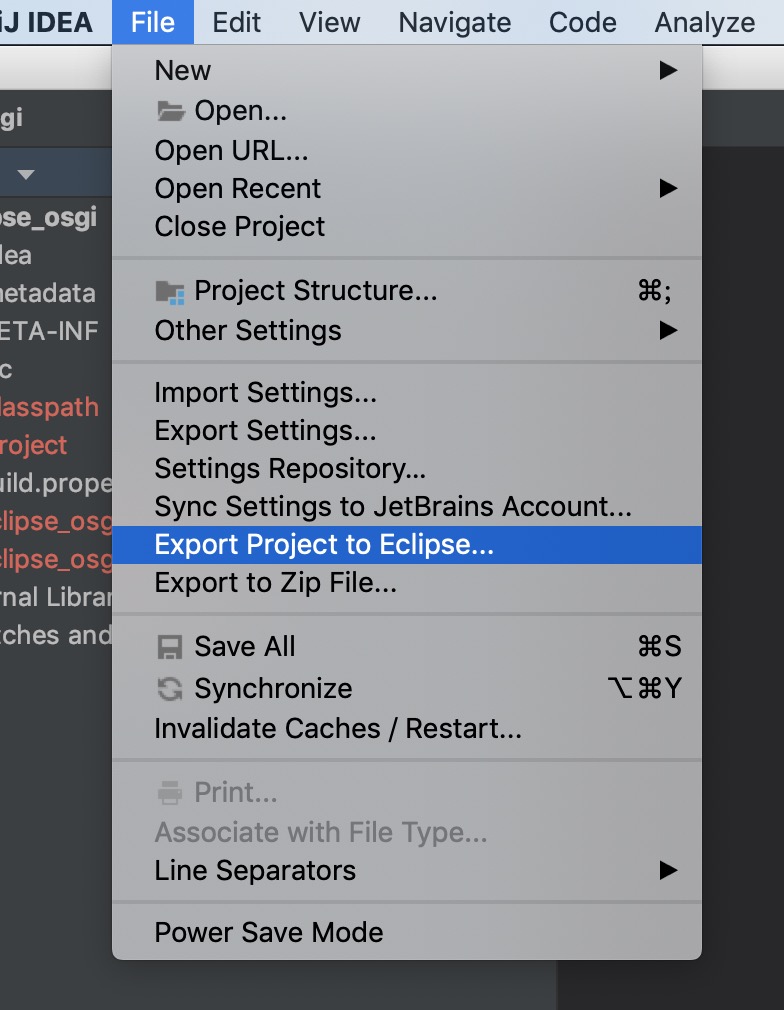 IDEA File Edit View Navigate Code Analyze
New
Open...
Open URL...
Open Recent
Close Project
Project Structure... ⌘;
Other Settings
Import Settings...
Export Settings...
Settings Repository...
Sync Settings to JetBrains Account...
Export Project to Eclipse...
Export to Zip File...
Save All ⌘S
Synchronize ⌥⌘Y
Invalidate Caches / Restart...
Print...
Associate with File Type...
Line Separators
Power Save Mode
gi
se_osgi
dea
netadata
ETA-INF
c
lasspath
roject
uild.prope
clipse_osg
clipse_osg
rnal Librar
tches and